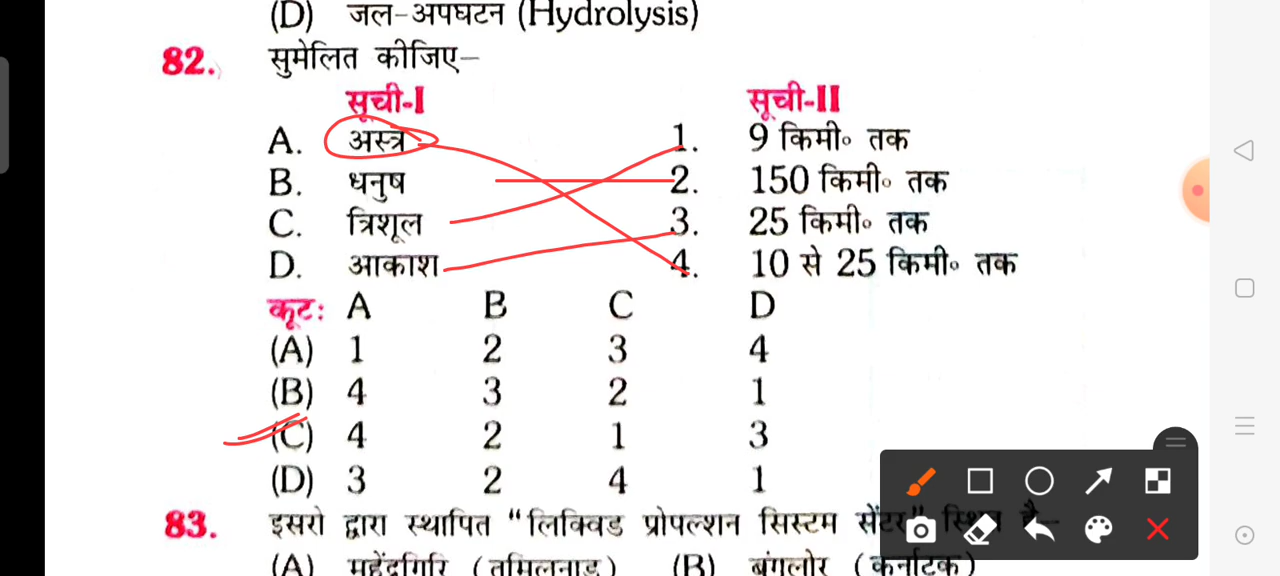 (D) जल-अपघटन (Hydrolysis)
82. सुमेलित कीजिए–
सूची-I सूची-II
A. अस्त्र 1. 9 किमी॰ तक
B. धनुष 2. 150 किमी॰ तक
C. त्रिशूल 3. 25 किमी॰ तक
D. आकाश 4. 10 से 25 किमी॰ तक
कूटः A B C D
(A) 1 2 3 4
(B) 4 3 2 1
(C) 4 2 1 3
(D) 3 2 4 1
83. इसरो द्वारा स्थापित "लिक्विड प्रोपल्शन सिस्टम सेंटर" स्थित है–
(A) महेंद्रगिरि (तमिलनाडु) (B) बंगलोर (कर्नाटक)